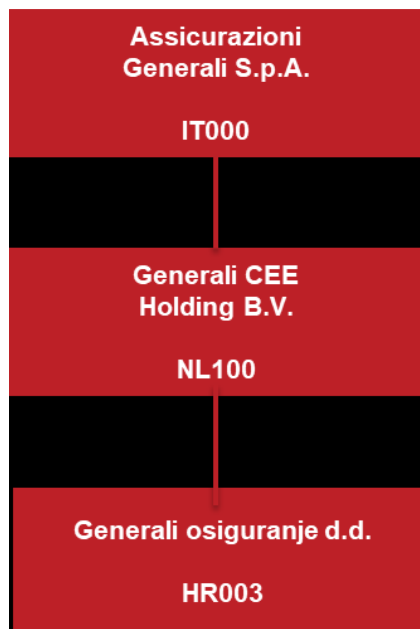 Assicurazioni
Generali S.p.A.
IT000
Generali CEE
Holding B.V.
NL100
Generali osiguranje d.d.
HR003